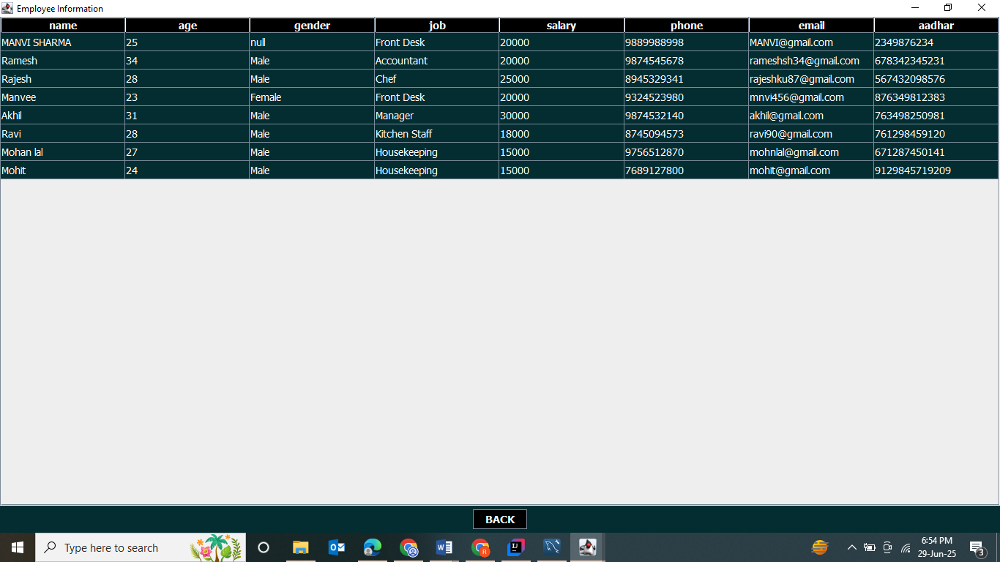 Employee Information
name age gender job salary phone email aadhar
MANVI SHARMA 25 null Front Desk 20000 9889988998 MANVI@gmail.com 2349876234
Ramesh 34 Male Accountant 20000 9874545678 rameshsh34@gmail.com 678342345231
Rajesh 28 Male Chef 25000 8945329341 rajeshku87@gmail.com 567432098576
Manvee 23 Female Front Desk 20000 9324523980 mnvi456@gmail.com 876349812383
Akhil 31 Male Manager 30000 9874532140 akhil@gmail.com 763498250981
Ravi 28 Male Kitchen Staff 18000 8745094573 ravi90@gmail.com 761298459120
Mohan lal 27 Male Housekeeping 15000 9756512870 mohnlal@gmail.com 671287450141
Mohit 24 Male Housekeeping 15000 7689127800 mohit@gmail.com 9129845719209
BACK
Type here to search
6:54 PM
29-Jun-25
3